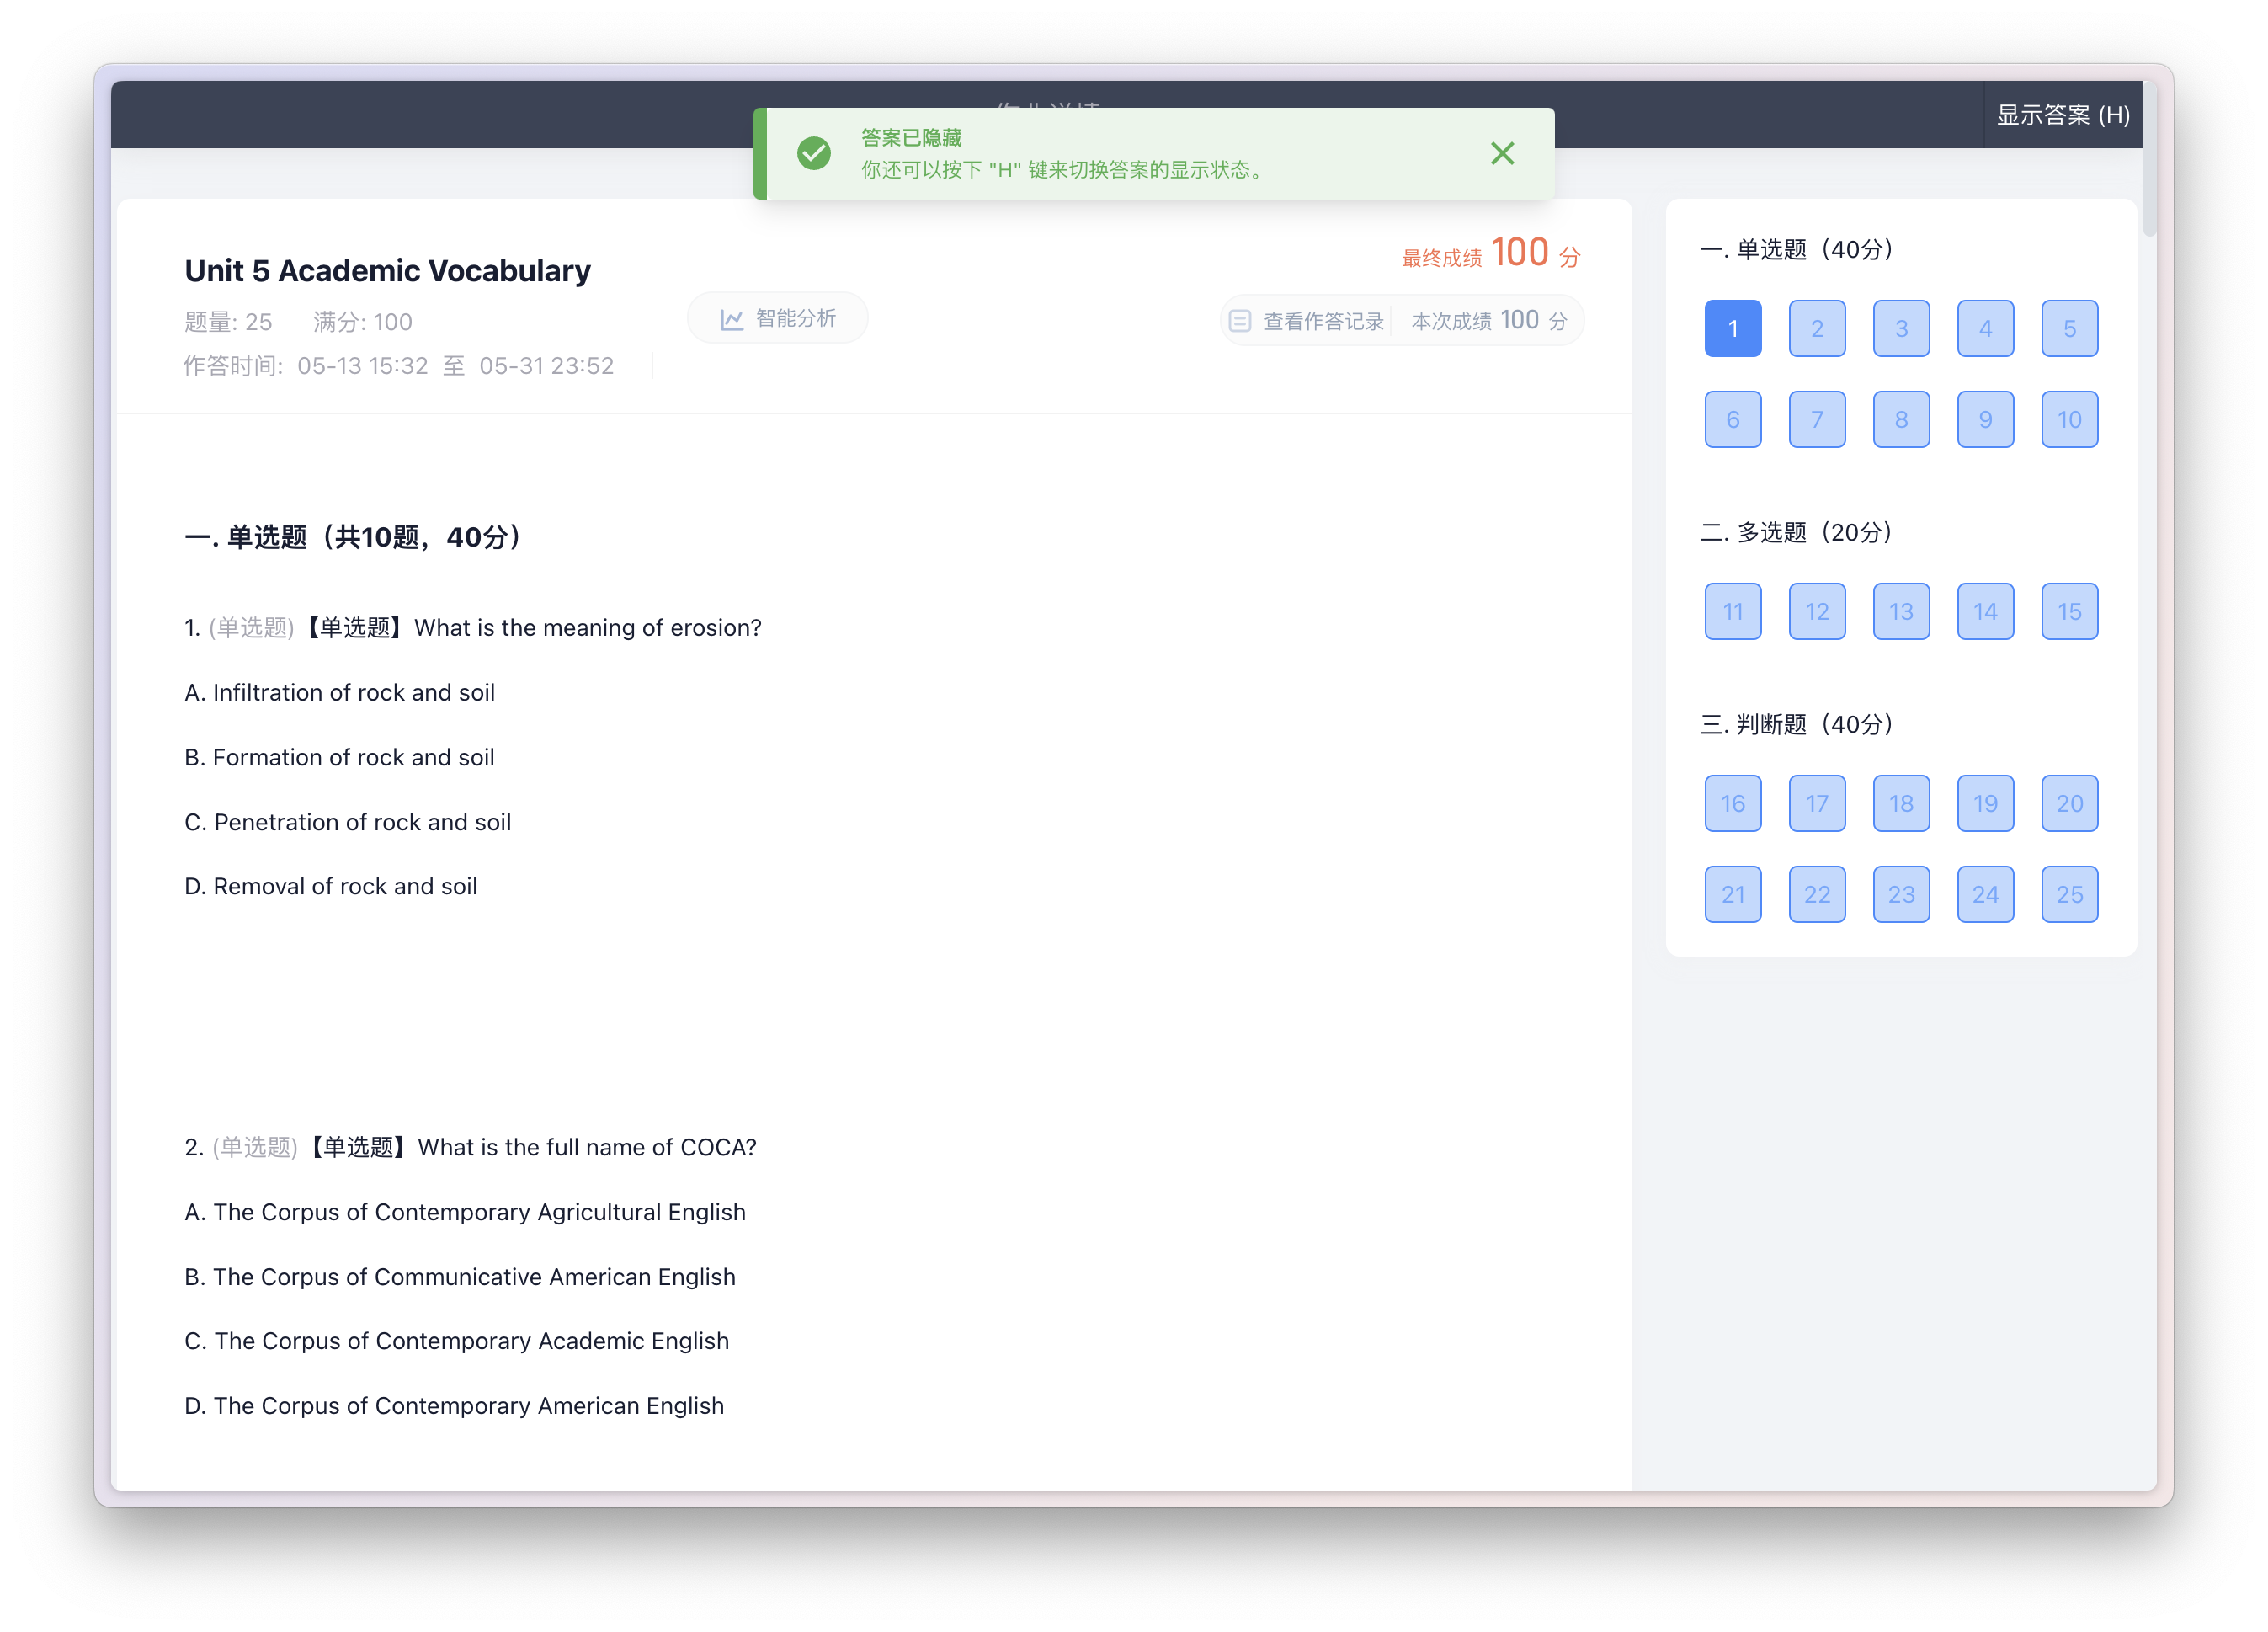 显示答案 (H)
答案已隐藏
你还可以按下 "H" 键来切换答案的显示状态。
Unit 5 Academic Vocabulary
题量: 25 满分: 100
作答时间: 05-13 15:32 至 05-31 23:52
智能分析
最终成绩 100 分
查看作答记录 本次成绩 100 分
一. 单选题（共10题，40分）
1. (单选题)【单选题】What is the meaning of erosion?
A. Infiltration of rock and soil
B. Formation of rock and soil
C. Penetration of rock and soil
D. Removal of rock and soil
2. (单选题)【单选题】What is the full name of COCA?
A. The Corpus of Contemporary Agricultural English
B. The Corpus of Communicative American English
C. The Corpus of Contemporary Academic English
D. The Corpus of Contemporary American English
一. 单选题（40分）
1 2 3 4 5
6 7 8 9 10
二. 多选题（20分）
11 12 13 14 15
三. 判断题（40分）
16 17 18 19 20
21 22 23 24 25